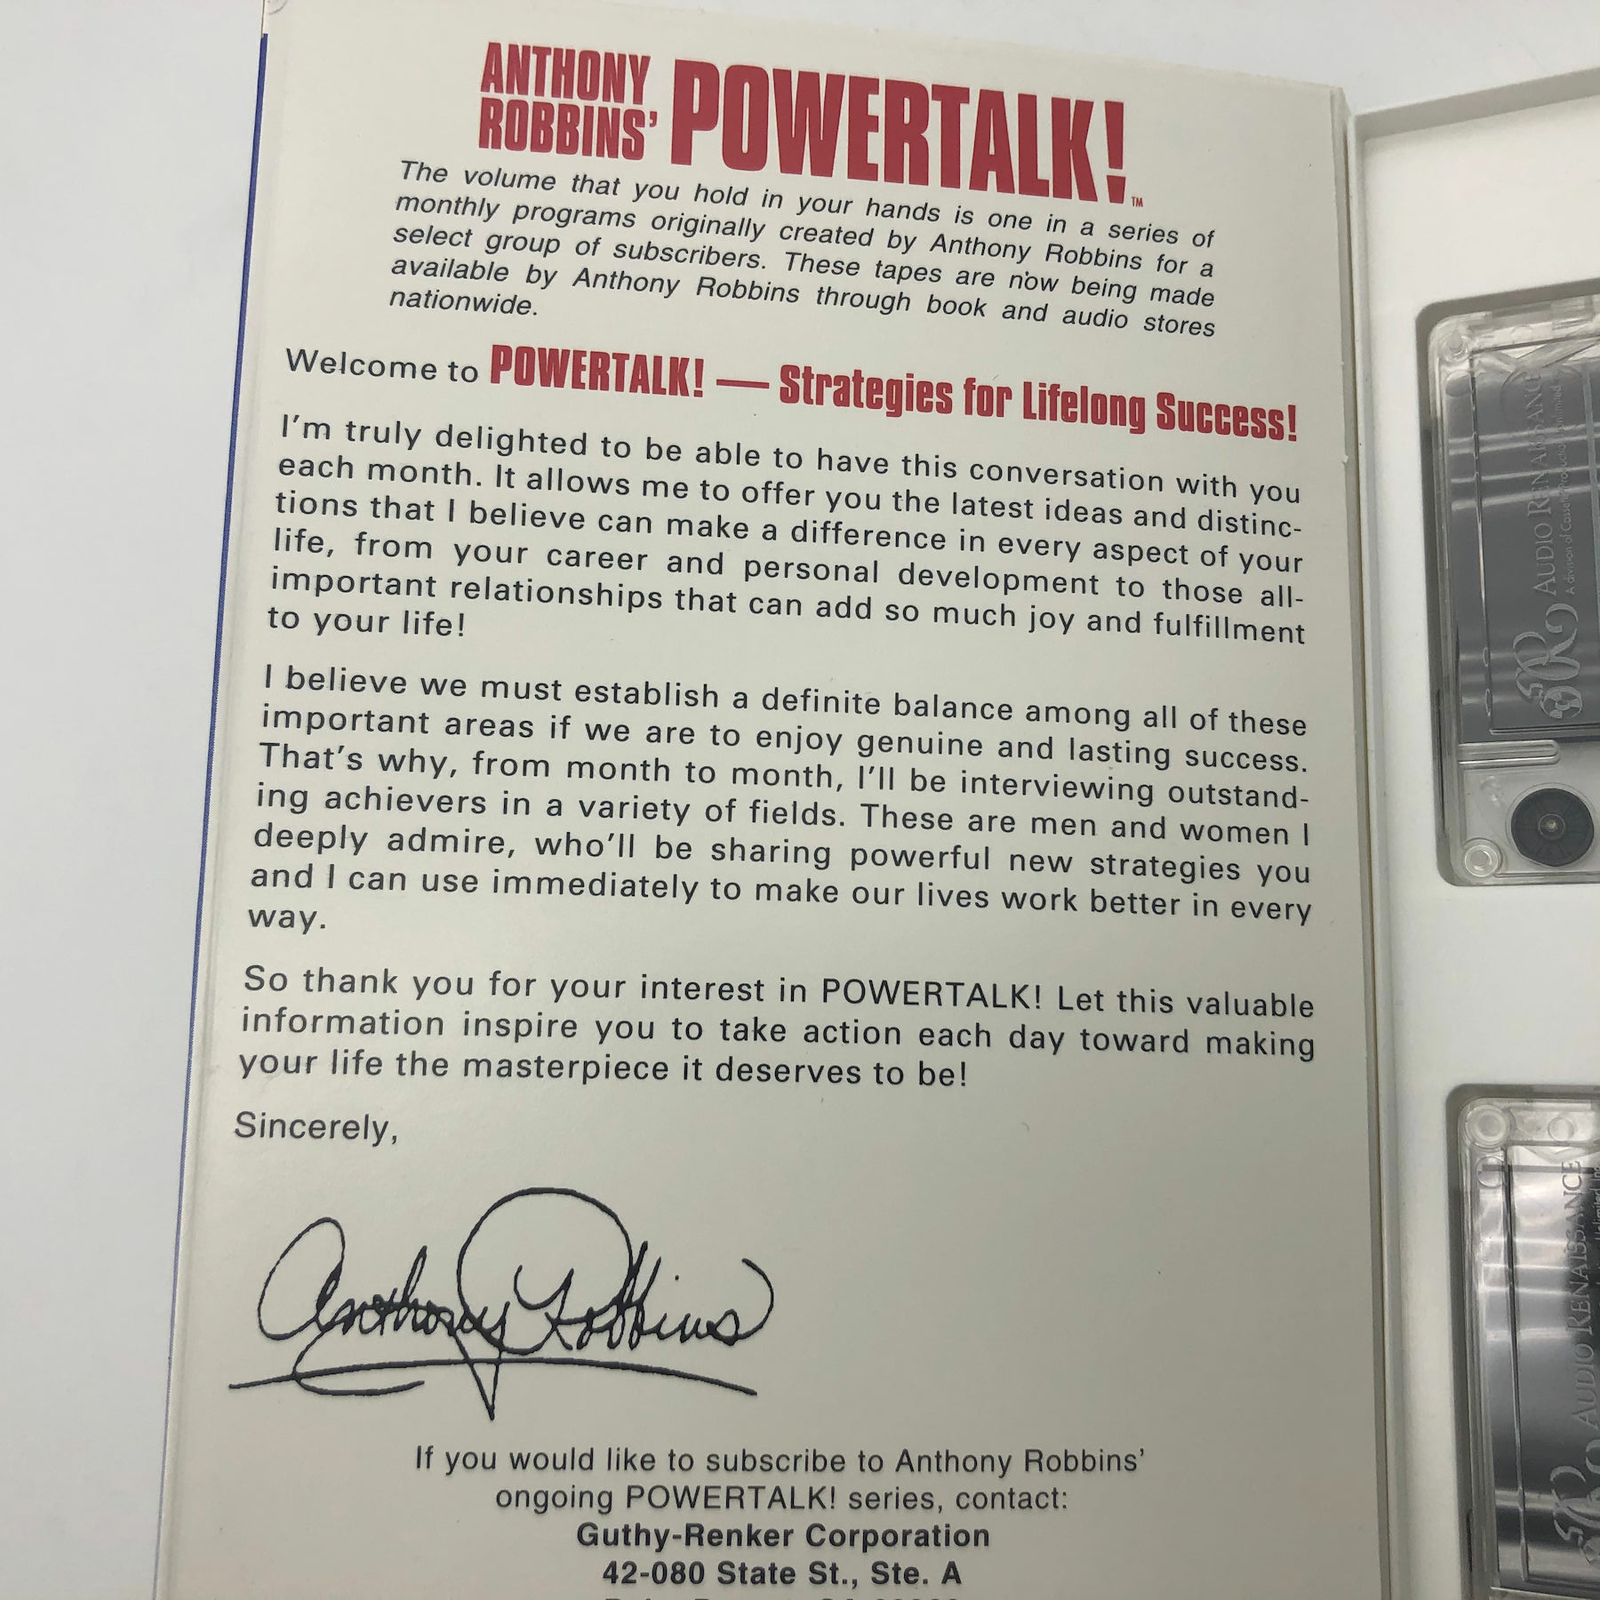 ANTHONY
ROBBINS' POWERTALK!™
The volume that you hold in your hands is one in a series of
monthly programs originally created by Anthony Robbins for a
select group of subscribers. These tapes are now being made
available by Anthony Robbins through book and audio stores
nationwide.
Welcome to POWERTALK! — Strategies for Lifelong Success!
I'm truly delighted to be able to have this conversation with you
each month. It allows me to offer you the latest ideas and distinc-
tions that I believe can make a difference in every aspect of your
life, from your career and personal development to those all-
important relationships that can add so much joy and fulfillment
to your life!
I believe we must establish a definite balance among all of these
important areas if we are to enjoy genuine and lasting success.
That's why, from month to month, I'll be interviewing outstand-
ing achievers in a variety of fields. These are men and women I
deeply admire, who'll be sharing powerful new strategies you
and I can use immediately to make our lives work better in every
way.
So thank you for your interest in POWERTALK! Let this valuable
information inspire you to take action each day toward making
your life the masterpiece it deserves to be!
Sincerely,
Anthony Robbins
If you would like to subscribe to Anthony Robbins'
ongoing POWERTALK! series, contact:
Guthy-Renker Corporation
42-080 State St., Ste. A
AUDIO RENAISSANCE
A division of Cassette Productions Unlimited
AUDIO RENAISSANCE